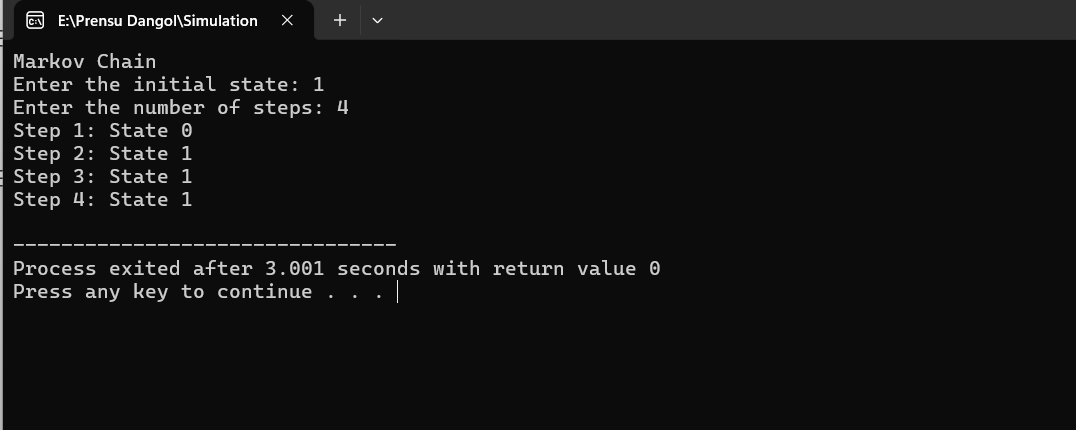 E:\Prensu Dangol\Simulation
Markov Chain
Enter the initial state: 1
Enter the number of steps: 4
Step 1: State 0
Step 2: State 1
Step 3: State 1
Step 4: State 1
--------------------------------
Process exited after 3.001 seconds with return value 0
Press any key to continue . . .